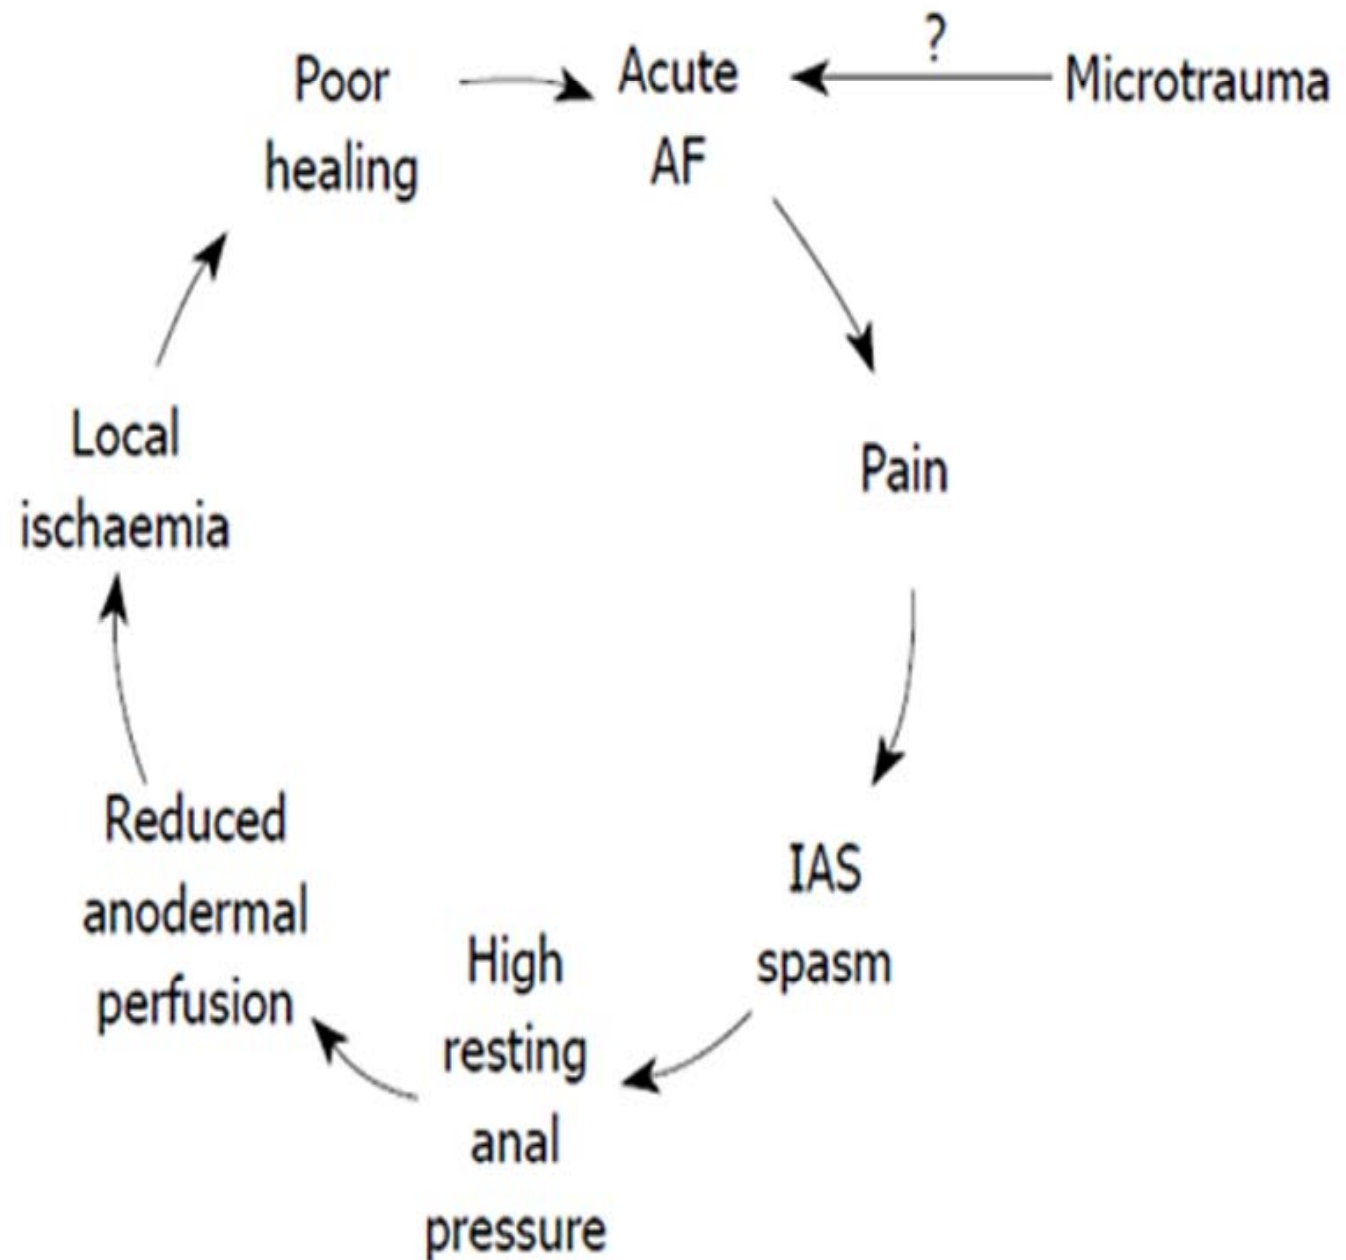 ?
Poor
healing
Acute
AF
Microtrauma
Pain
IAS
spasm
High
resting
anal
pressure
Reduced
anodermal
perfusion
Local
ischaemia